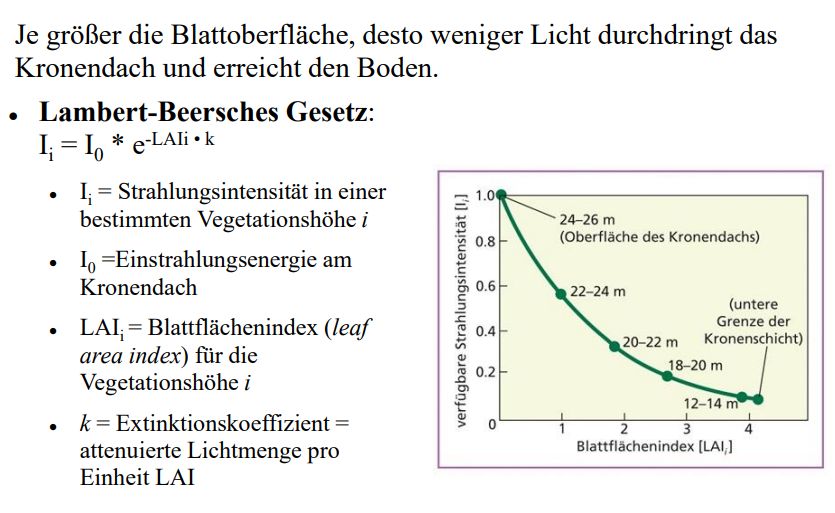 Je größer die Blattoberfläche, desto weniger Licht durchdringt das
Kronendach und erreicht den Boden.
• Lambert-Beersches Gesetz:
I_i = I_0 * e^-LAIi • k
• I_i = Strahlungsintensität in einer
bestimmten Vegetationshöhe i
• I_0 =Einstrahlungsenergie am
Kronendach
• LAI_i = Blattflächenindex (leaf
area index) für die
Vegetationshöhe i
• k = Extinktionskoeffizient =
attenuierte Lichtmenge pro
Einheit LAI
verfügbare Strahlungsintensität [I_i]
1.0
0.8
0.6
0.4
0.2
0
24–26 m
(Oberfläche des Kronendachs)
22–24 m
20–22 m
18–20 m
12–14 m
(untere
Grenze der
Kronenschicht)
1 2 3 4
Blattflächenindex [LAI_i]